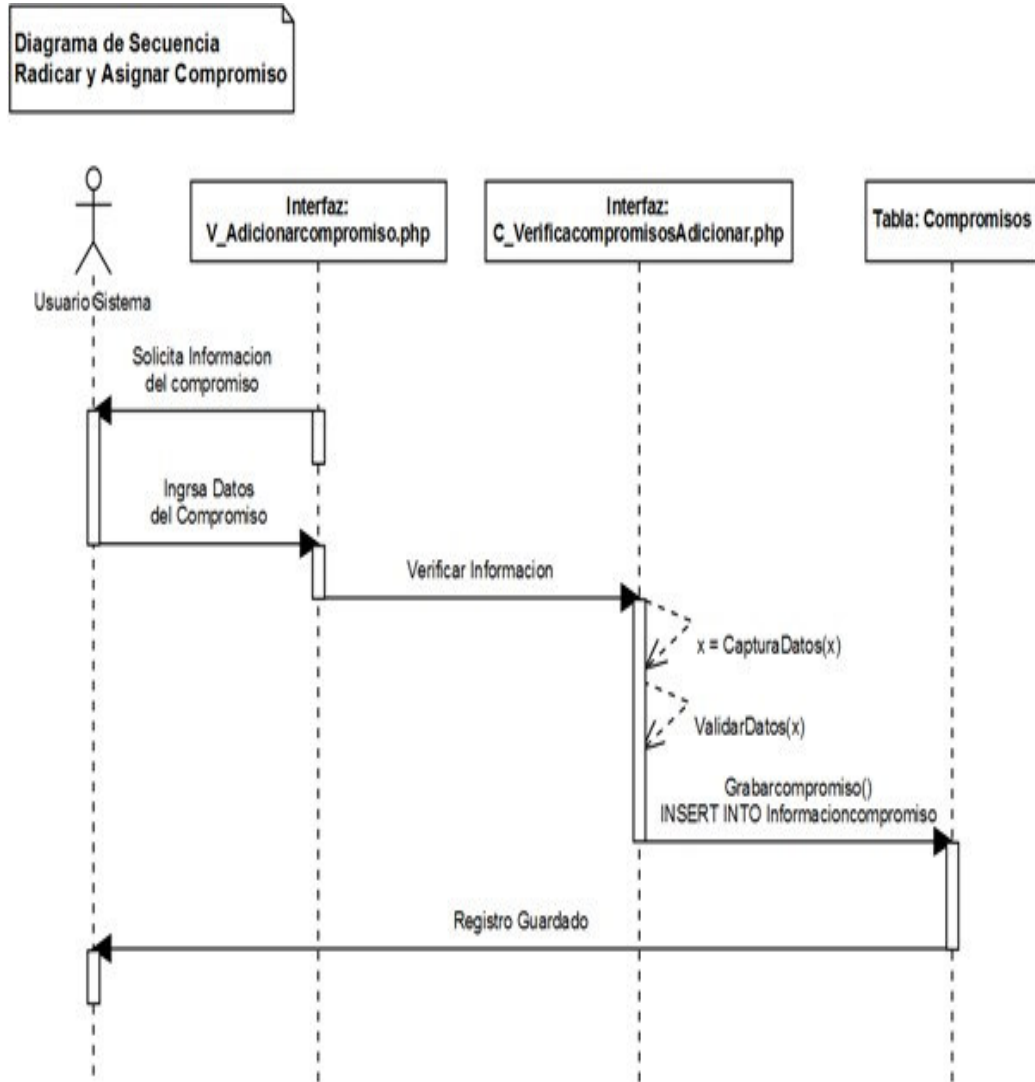 Diagrama de Secuencia
Radicar y Asignar Compromiso
Interfaz:
V_Adicionarcompromiso.php
Interfaz:
C_VerificacompromisosAdicionar.php
Tabla: Compromisos
Usuario Sistema
Solicita Informacion
del compromiso
Ingrsa Datos
del Compromiso
Verificar Informacion
x = CapturaDatos(x)
ValidarDatos(x)
Grabarcompromiso()
INSERT INTO Informacioncompromiso
Registro Guardado